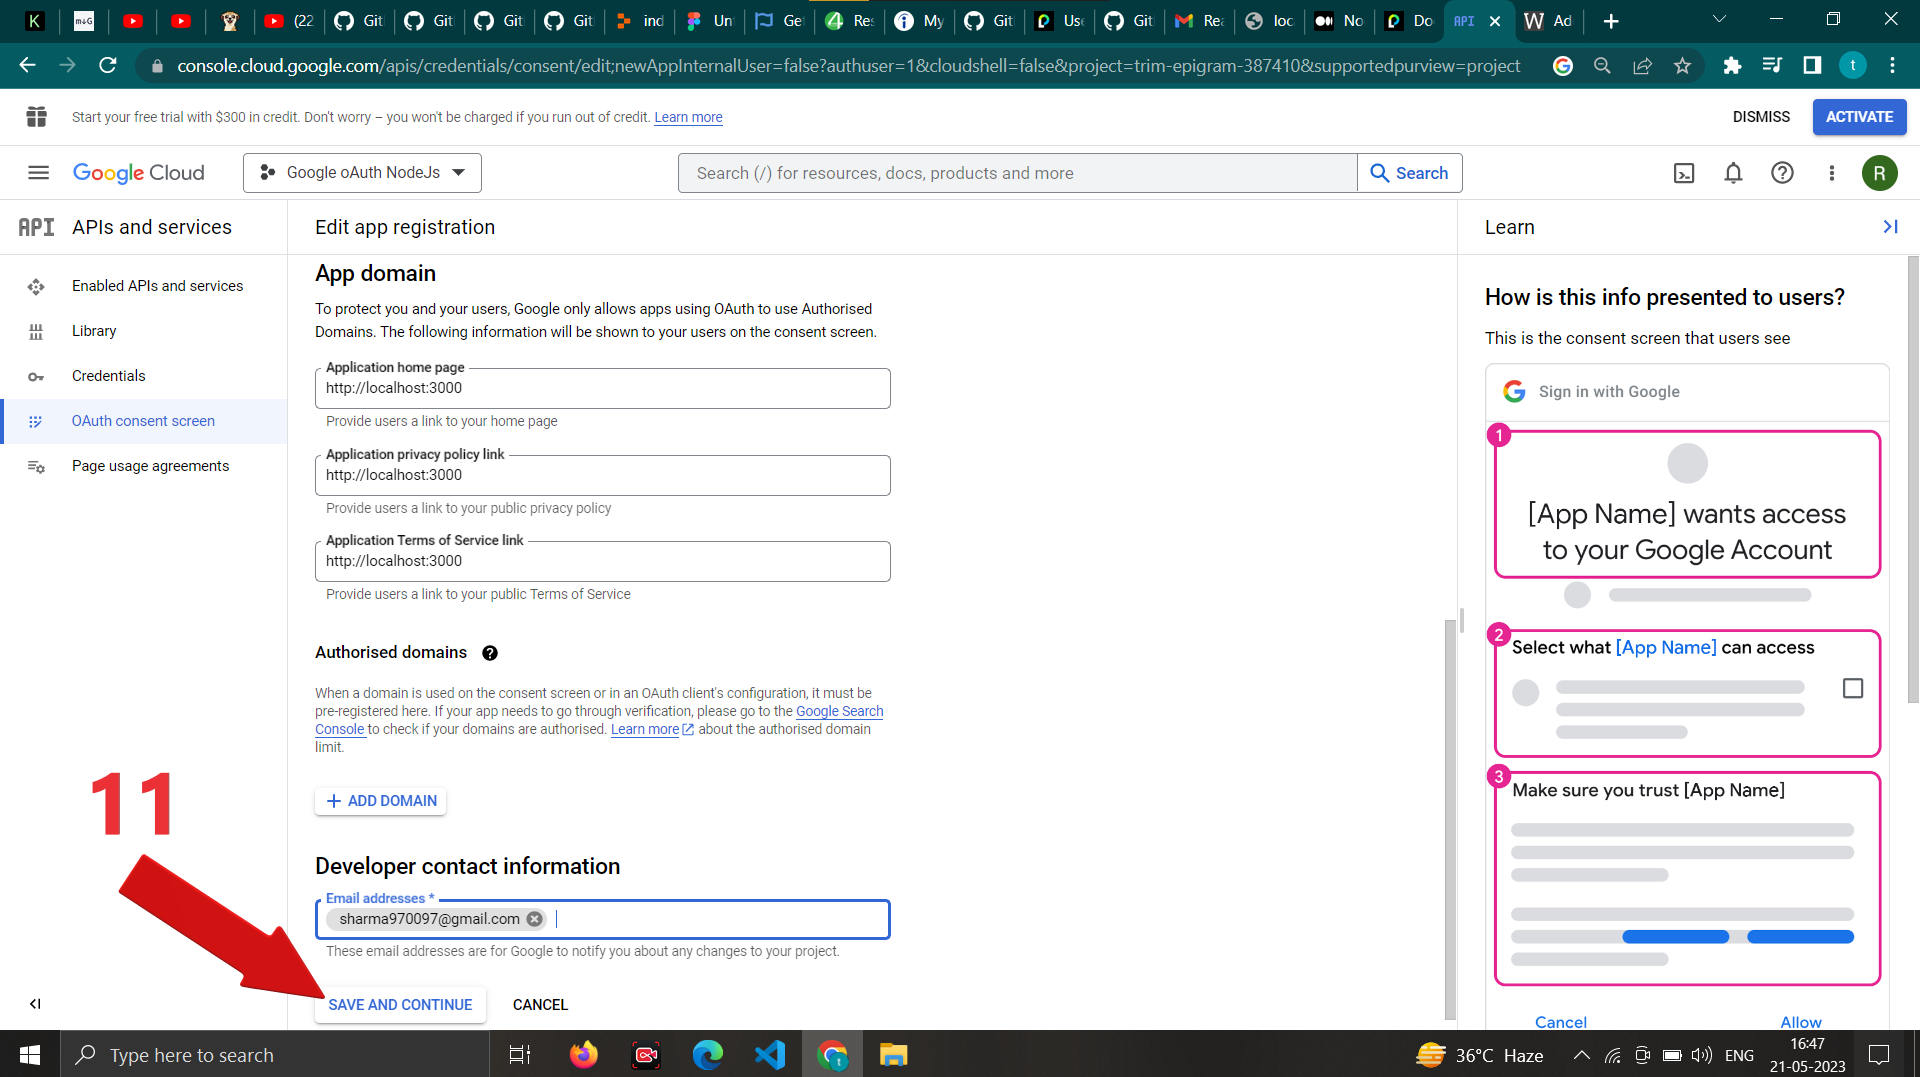 K
m↓G
(22
Git
Git
Git
Git
ind
Un
Get
Res
My
Git
Use
Git
Rea
loc
No
Do
API
Ad
console.cloud.google.com/apis/credentials/consent/edit;newAppInternalUser=false?authuser=1&cloudshell=false&project=trim-epigram-387410&supportedpurview=project
t
Start your free trial with $300 in credit. Don't worry – you won't be charged if you run out of credit. Learn more
DISMISS
ACTIVATE
Google Cloud
Google oAuth NodeJs
Search (/) for resources, docs, products and more
Search
R
API APIs and services
Edit app registration
Learn
Enabled APIs and services
Library
Credentials
OAuth consent screen
Page usage agreements
App domain
To protect you and your users, Google only allows apps using OAuth to use Authorised
Domains. The following information will be shown to your users on the consent screen.
Application home page
http://localhost:3000
Provide users a link to your home page
Application privacy policy link
http://localhost:3000
Provide users a link to your public privacy policy
Application Terms of Service link
http://localhost:3000
Provide users a link to your public Terms of Service
Authorised domains
When a domain is used on the consent screen or in an OAuth client's configuration, it must be
pre-registered here. If your app needs to go through verification, please go to the Google Search
Console to check if your domains are authorised. Learn more about the authorised domain
limit.
+ ADD DOMAIN
11
Developer contact information
Email addresses *
sharma970097@gmail.com
These email addresses are for Google to notify you about any changes to your project.
SAVE AND CONTINUE
CANCEL
How is this info presented to users?
This is the consent screen that users see
Sign in with Google
1
[App Name] wants access
to your Google Account
2
Select what [App Name] can access
3
Make sure you trust [App Name]
Cancel
Allow
Type here to search
36°C Haze
ENG
16:47
21-05-2023